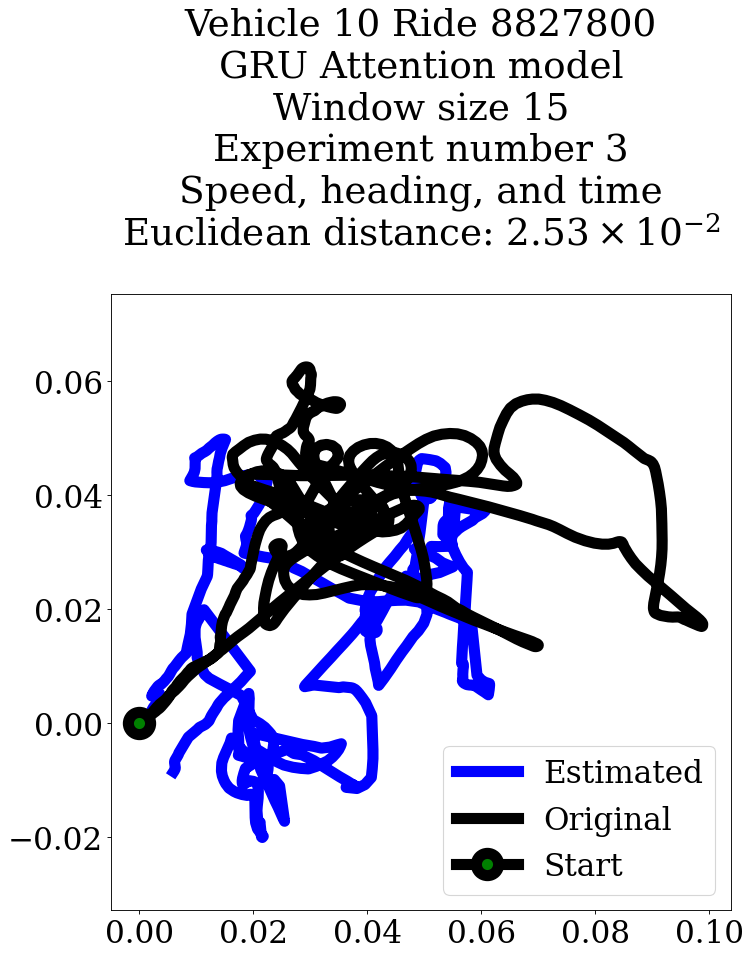 Vehicle 10 Ride 8827800
GRU Attention model
Window size 15
Experiment number 3
Speed, heading, and time
Euclidean distance: 2.53 × 10⁻²
0.06
0.04
0.02
0.00
−0.02
Estimated
Original
Start
0.00 0.02 0.04 0.06 0.08 0.10